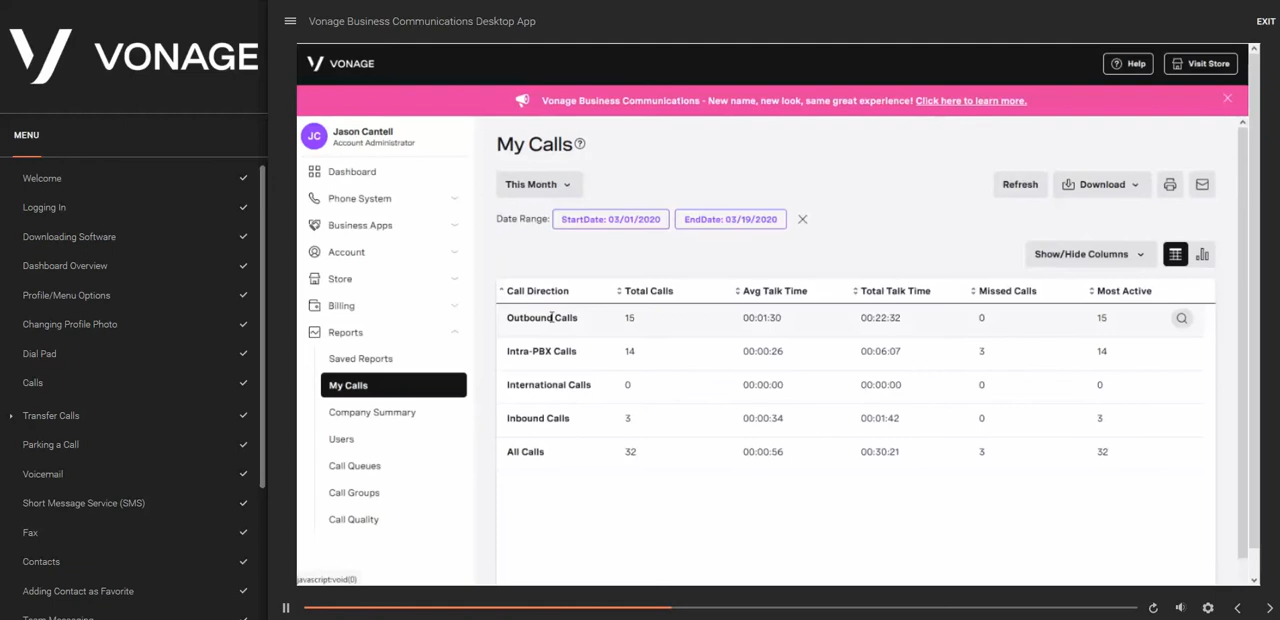 VONAGE
MENU
Welcome
Logging In
Downloading Software
Dashboard Overview
Profile/Menu Options
Changing Profile Photo
Dial Pad
Calls
Transfer Calls
Parking a Call
Voicemail
Short Message Service (SMS)
Fax
Contacts
Adding Contact as Favorite
Team Messaging
Vonage Business Communications Desktop App
EXIT
VONAGE
Help
Visit Store
Vonage Business Communications - New name, new look, same great experience! Click here to learn more.
JC
Jason Cantell
Account Administrator
Dashboard
Phone System
Business Apps
Account
Store
Billing
Reports
Saved Reports
My Calls
Company Summary
Users
Call Queues
Call Groups
Call Quality
javascript:void(0)
My Calls
This Month
Refresh
Download
Date Range: StartDate: 03/01/2020 EndDate: 03/19/2020
Show/Hide Columns
Call Direction Total Calls Avg Talk Time Total Talk Time Missed Calls Most Active
Outbound Calls 15 00:01:30 00:22:32 0 15
Intra-PBX Calls 14 00:00:26 00:06:07 3 14
International Calls 0 00:00:00 00:00:00 0 0
Inbound Calls 3 00:00:34 00:01:42 0 3
All Calls 32 00:00:56 00:30:21 3 32